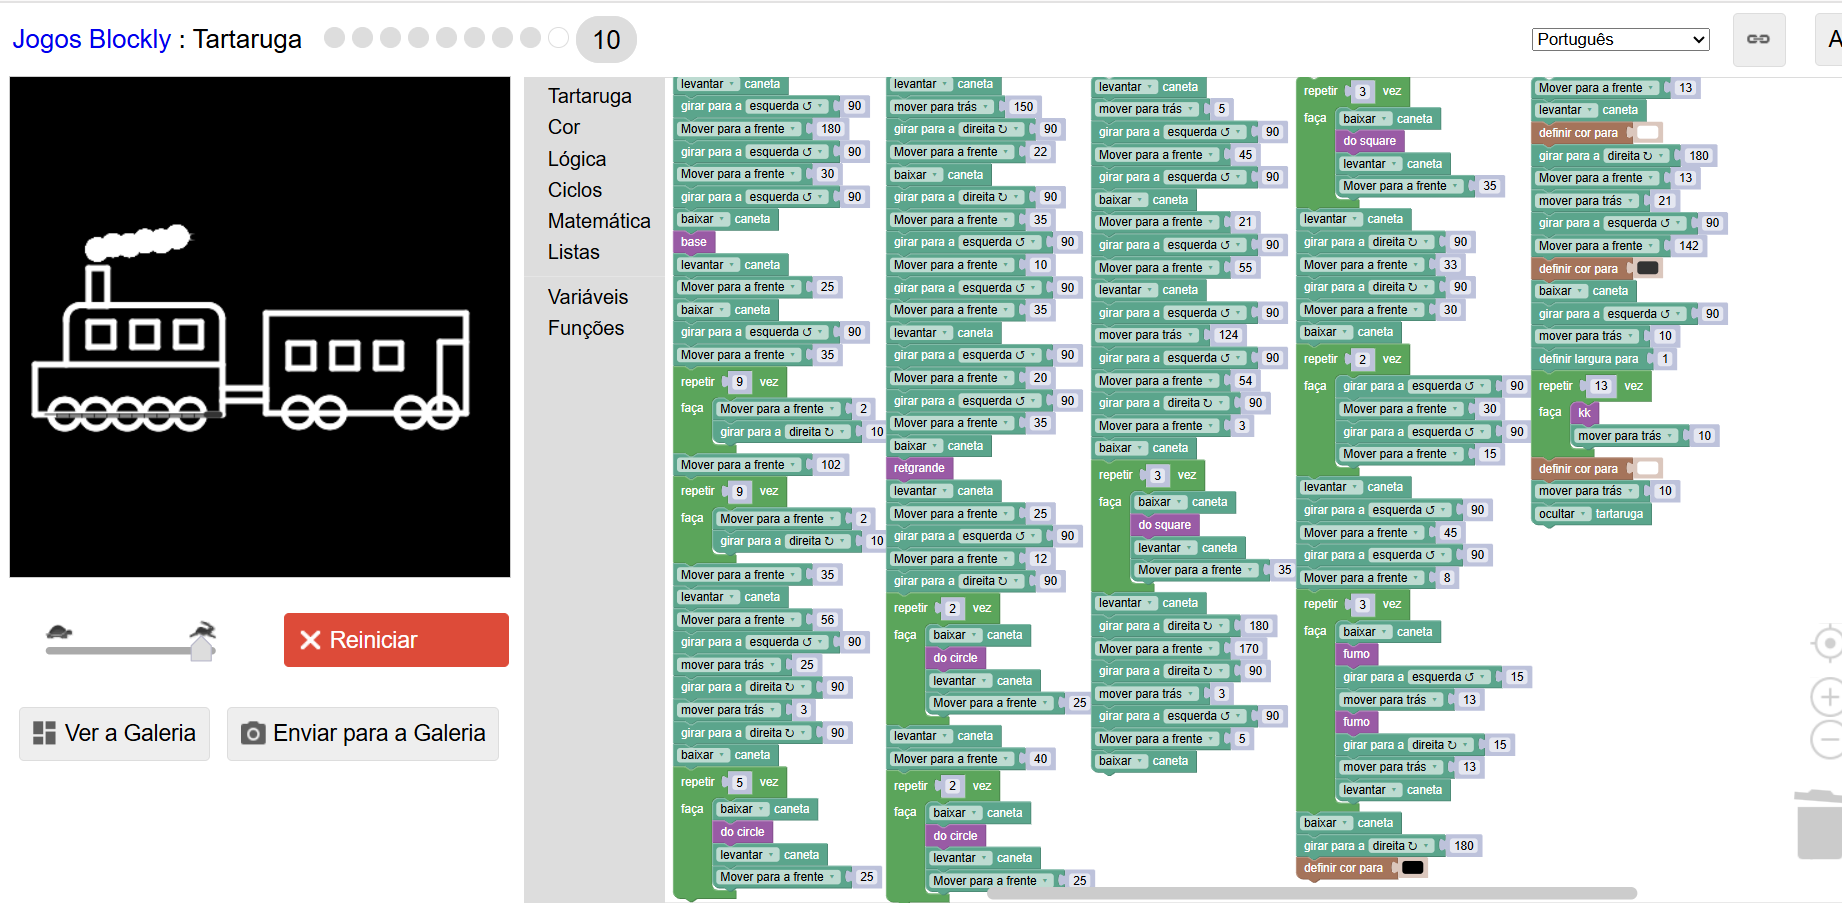 Jogos Blockly : Tartaruga 10
Português
A
Tartaruga
Cor
Lógica
Ciclos
Matemática
Listas
Variáveis
Funções
Reiniciar
Ver a Galeria
Enviar para a Galeria
levantar caneta
girar para a esquerda ↺ 90
Mover para a frente 180
girar para a esquerda ↺ 90
Mover para a frente 30
girar para a esquerda ↺ 90
baixar caneta
base
levantar caneta
Mover para a frente 25
baixar caneta
girar para a esquerda ↺ 90
Mover para a frente 35
repetir 9 vez
faça Mover para a frente 2
girar para a direita ↻ 10
Mover para a frente 102
repetir 9 vez
faça Mover para a frente 2
girar para a direita ↻ 10
Mover para a frente 35
levantar caneta
Mover para a frente 56
girar para a esquerda ↺ 90
mover para trás 25
girar para a direita ↻ 90
mover para trás 3
girar para a direita ↻ 90
baixar caneta
repetir 5 vez
faça baixar caneta
do circle
levantar caneta
Mover para a frente 25
levantar caneta
mover para trás 150
girar para a direita ↻ 90
Mover para a frente 22
baixar caneta
girar para a direita ↻ 90
Mover para a frente 35
girar para a esquerda ↺ 90
Mover para a frente 10
girar para a esquerda ↺ 90
Mover para a frente 35
levantar caneta
girar para a esquerda ↺ 90
Mover para a frente 20
girar para a esquerda ↺ 90
Mover para a frente 35
baixar caneta
retgrande
levantar caneta
Mover para a frente 25
girar para a esquerda ↺ 90
Mover para a frente 12
girar para a direita ↻ 90
repetir 2 vez
faça baixar caneta
do circle
levantar caneta
Mover para a frente 25
levantar caneta
Mover para a frente 40
repetir 2 vez
faça baixar caneta
do circle
levantar caneta
Mover para a frente 25
levantar caneta
mover para trás 5
girar para a esquerda ↺ 90
Mover para a frente 45
girar para a esquerda ↺ 90
baixar caneta
Mover para a frente 21
girar para a esquerda ↺ 90
Mover para a frente 55
levantar caneta
girar para a esquerda ↺ 90
mover para trás 124
girar para a esquerda ↺ 90
Mover para a frente 54
girar para a direita ↻ 90
Mover para a frente 3
baixar caneta
repetir 3 vez
faça baixar caneta
do square
levantar caneta
Mover para a frente 35
levantar caneta
girar para a direita ↻ 180
Mover para a frente 170
girar para a direita ↻ 90
mover para trás 3
girar para a esquerda ↺ 90
Mover para a frente 5
baixar caneta
repetir 3 vez
faça baixar caneta
do square
levantar caneta
Mover para a frente 35
levantar caneta
girar para a direita ↻ 90
Mover para a frente 33
girar para a direita ↻ 90
Mover para a frente 30
baixar caneta
repetir 2 vez
faça girar para a esquerda ↺ 90
Mover para a frente 30
girar para a esquerda ↺ 90
Mover para a frente 15
levantar caneta
girar para a esquerda ↺ 90
Mover para a frente 45
girar para a esquerda ↺ 90
Mover para a frente 8
repetir 3 vez
faça baixar caneta
fumo
girar para a esquerda ↺ 15
mover para trás 13
fumo
girar para a direita ↻ 15
mover para trás 13
levantar caneta
baixar caneta
girar para a direita ↻ 180
definir cor para
Mover para a frente 13
levantar caneta
definir cor para
girar para a direita ↻ 180
Mover para a frente 13
mover para trás 21
girar para a esquerda ↺ 90
Mover para a frente 142
definir cor para
baixar caneta
girar para a esquerda ↺ 90
mover para trás 10
definir largura para 1
repetir 13 vez
faça kk
mover para trás 10
definir cor para
mover para trás 10
ocultar tartaruga